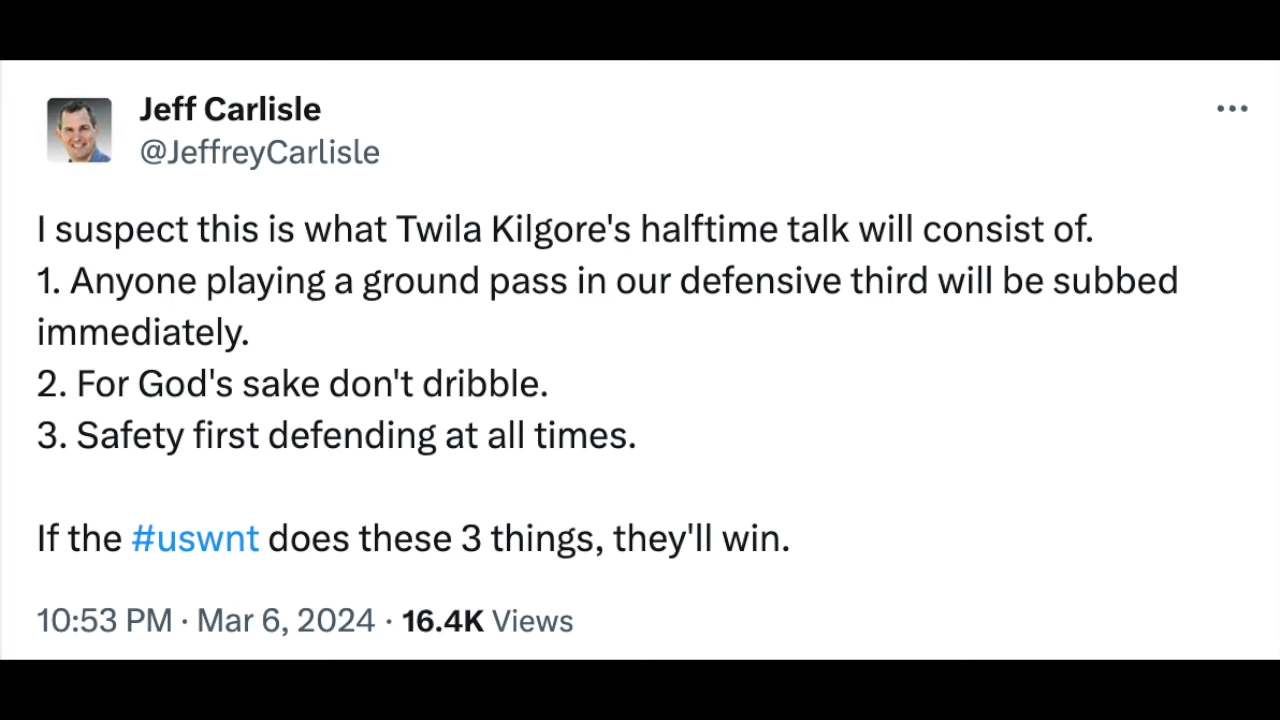 Jeff Carlisle
@JeffreyCarlisle
I suspect this is what Twila Kilgore's halftime talk will consist of.
1. Anyone playing a ground pass in our defensive third will be subbed
immediately.
2. For God's sake don't dribble.
3. Safety first defending at all times.
If the #uswnt does these 3 things, they'll win.
10:53 PM · Mar 6, 2024 · 16.4K Views